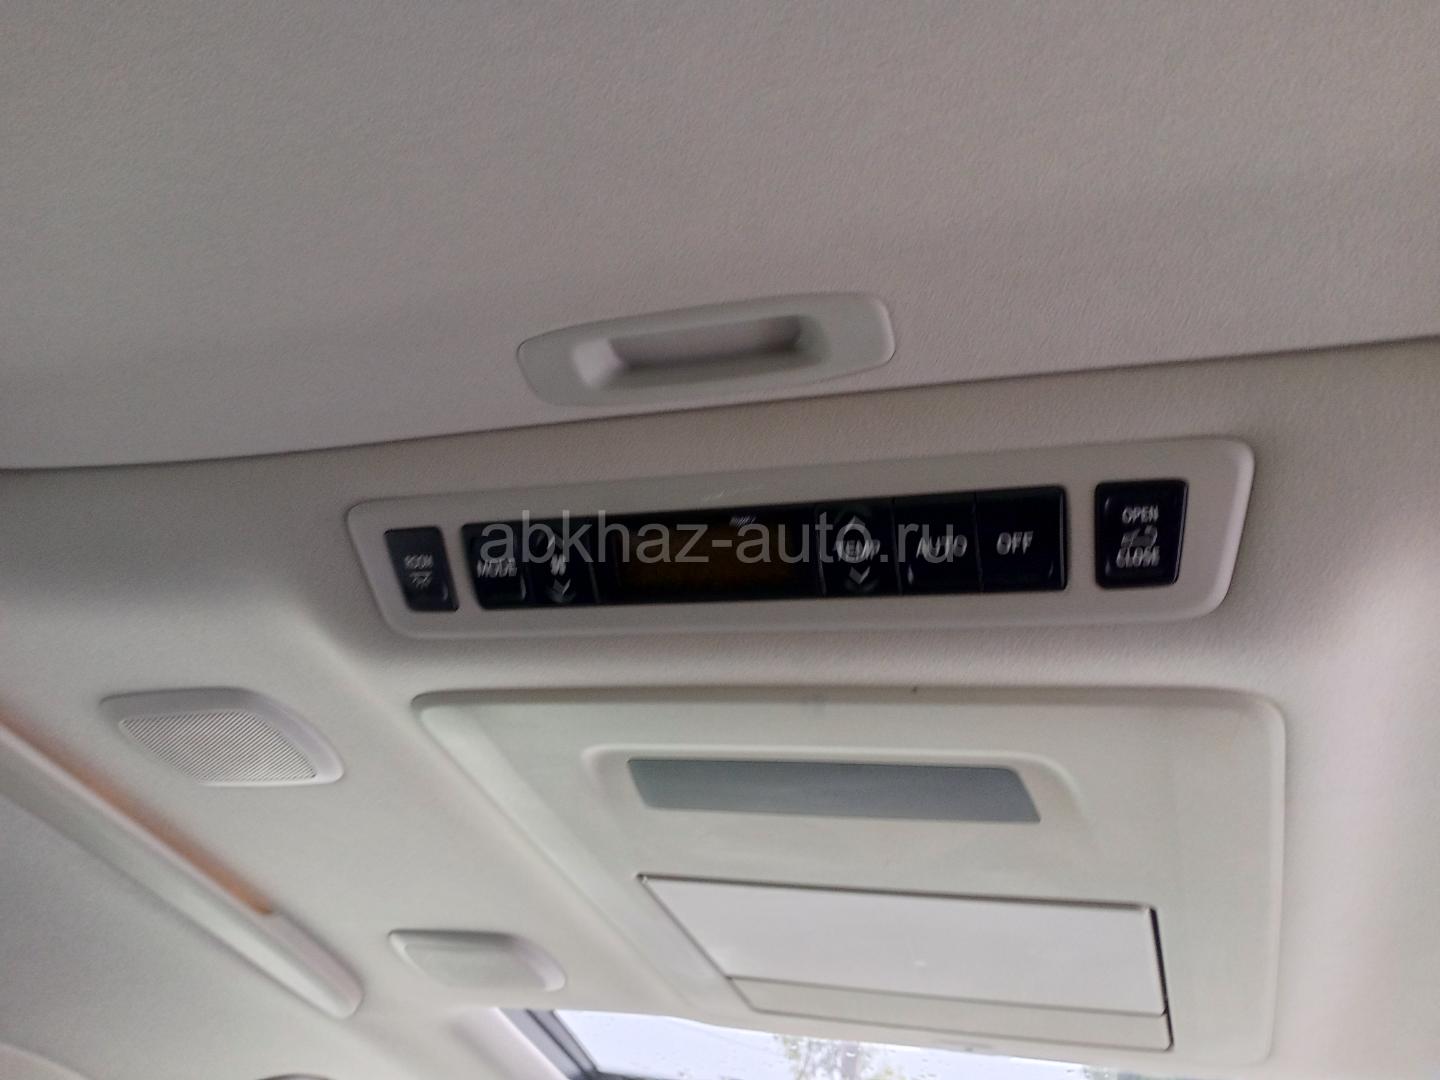 ROOM
MODE
TEMP
AUTO
OFF
OPEN
CLOSE
abkhaz-auto.ru